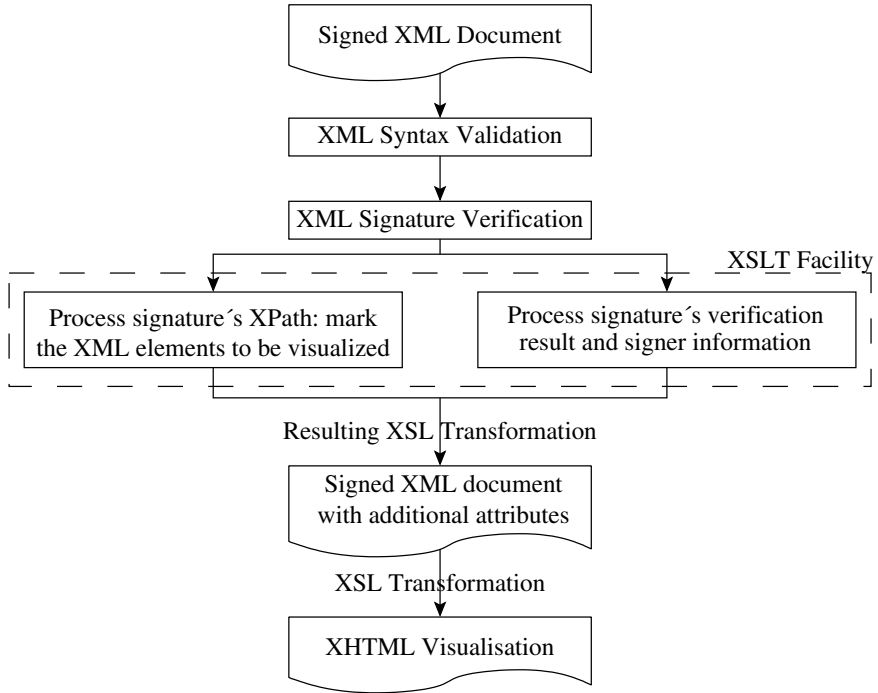 Signed XML Document
XML Syntax Validation
XML Signature Verification
XSLT Facility
Process signature´s XPath: mark
the XML elements to be visualized
Process signature´s verification
result and signer information
Resulting XSL Transformation
Signed XML document
with additional attributes
XSL Transformation
XHTML Visualisation